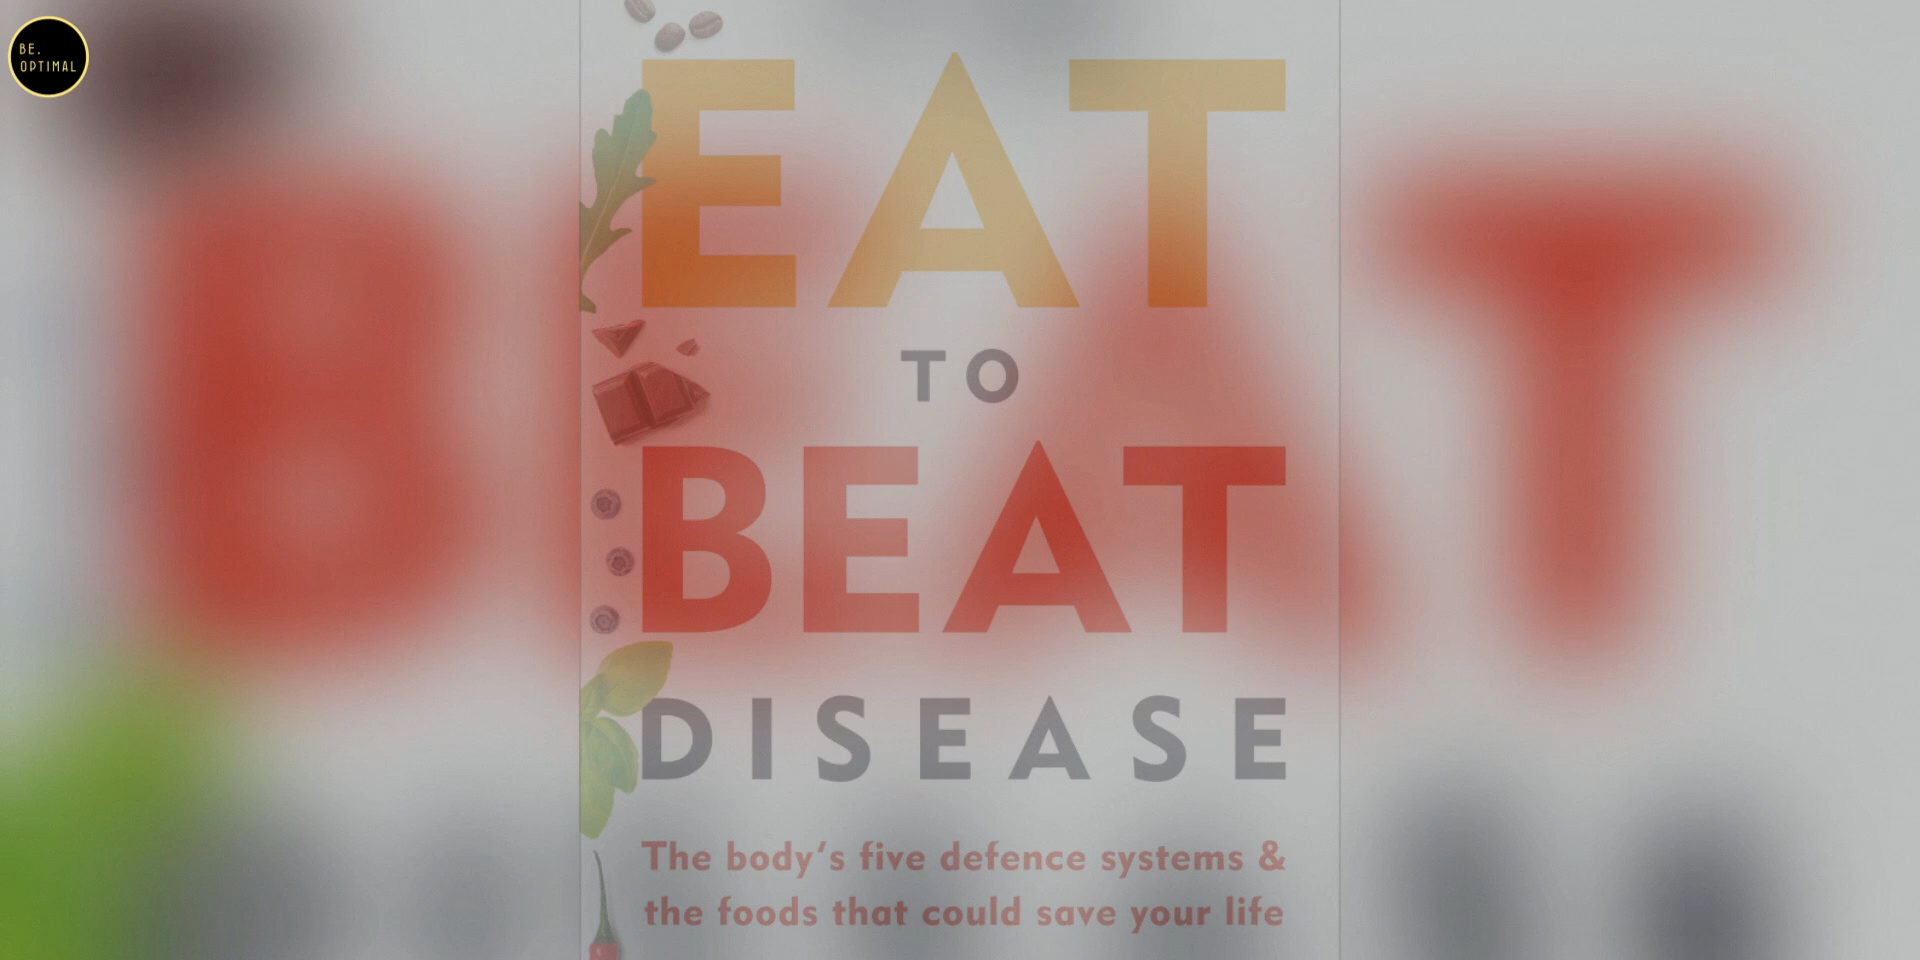 BE.
OPTIMAL
EAT
TO
BEAT
DISEASE
The body's five defence systems &
the foods that could save your life